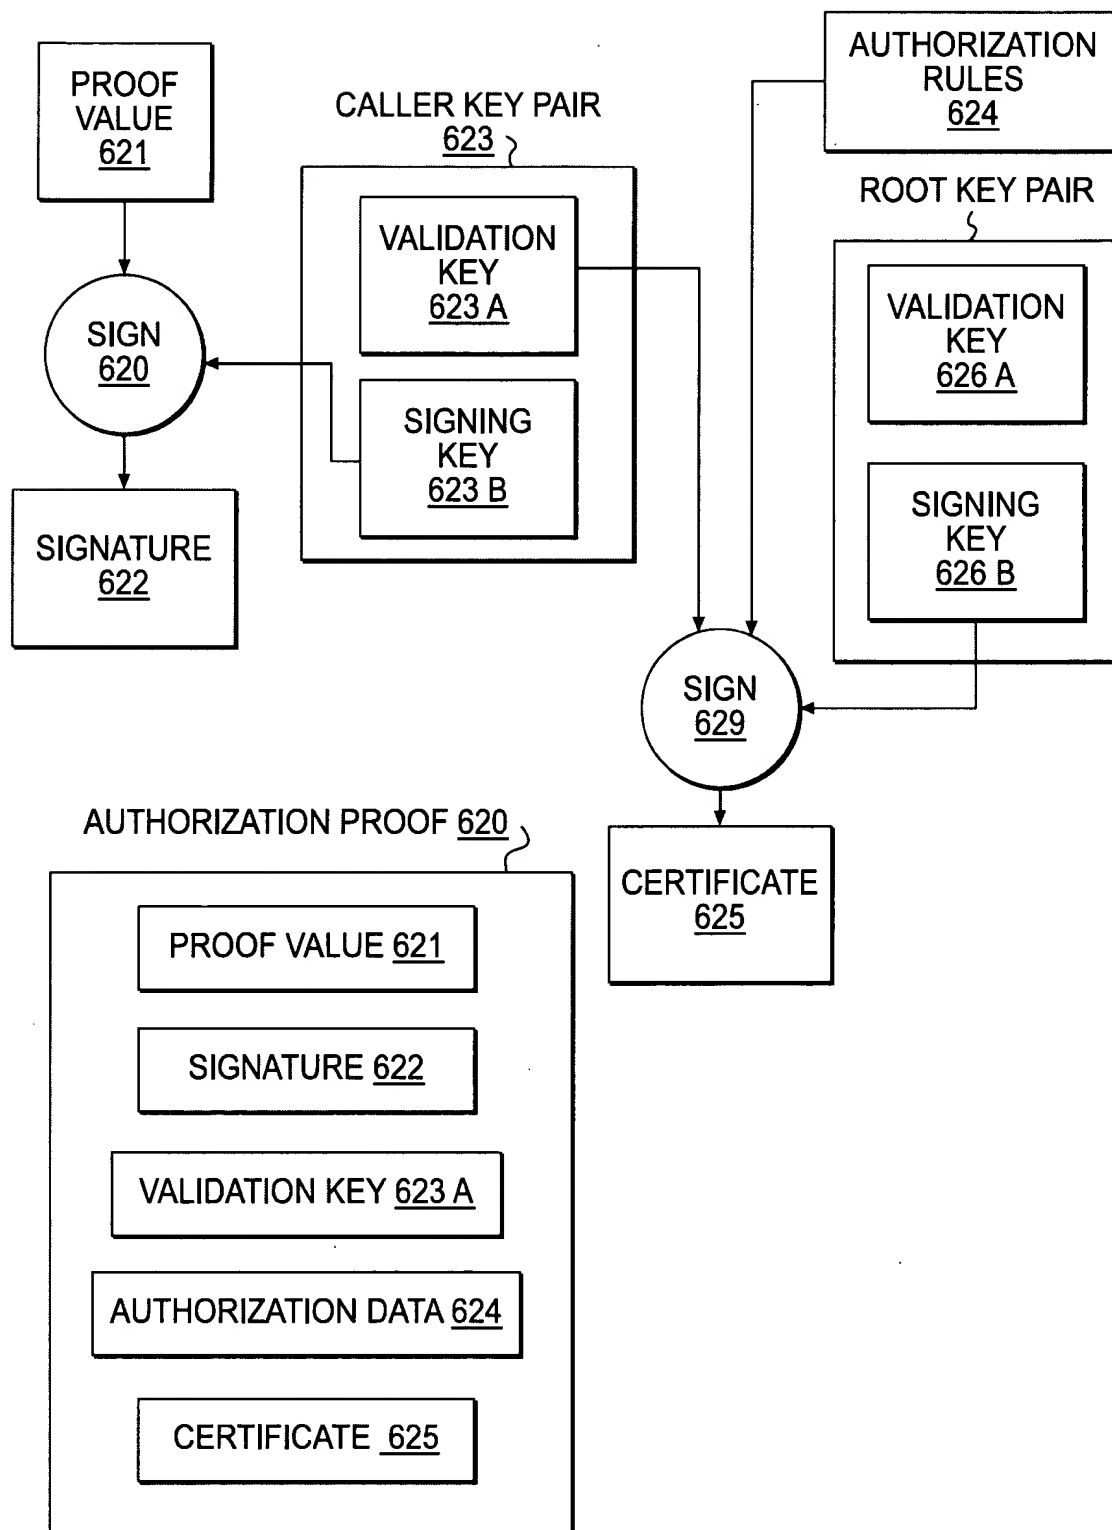 PROOF
VALUE
621
CALLER KEY PAIR
623
AUTHORIZATION
RULES
624
ROOT KEY PAIR
VALIDATION
KEY
623 A
VALIDATION
KEY
626 A
SIGN
620
SIGNING
KEY
623 B
SIGNING
KEY
626 B
SIGNATURE
622
SIGN
629
CERTIFICATE
625
AUTHORIZATION PROOF 620
PROOF VALUE 621
SIGNATURE 622
VALIDATION KEY 623 A
AUTHORIZATION DATA 624
CERTIFICATE 625